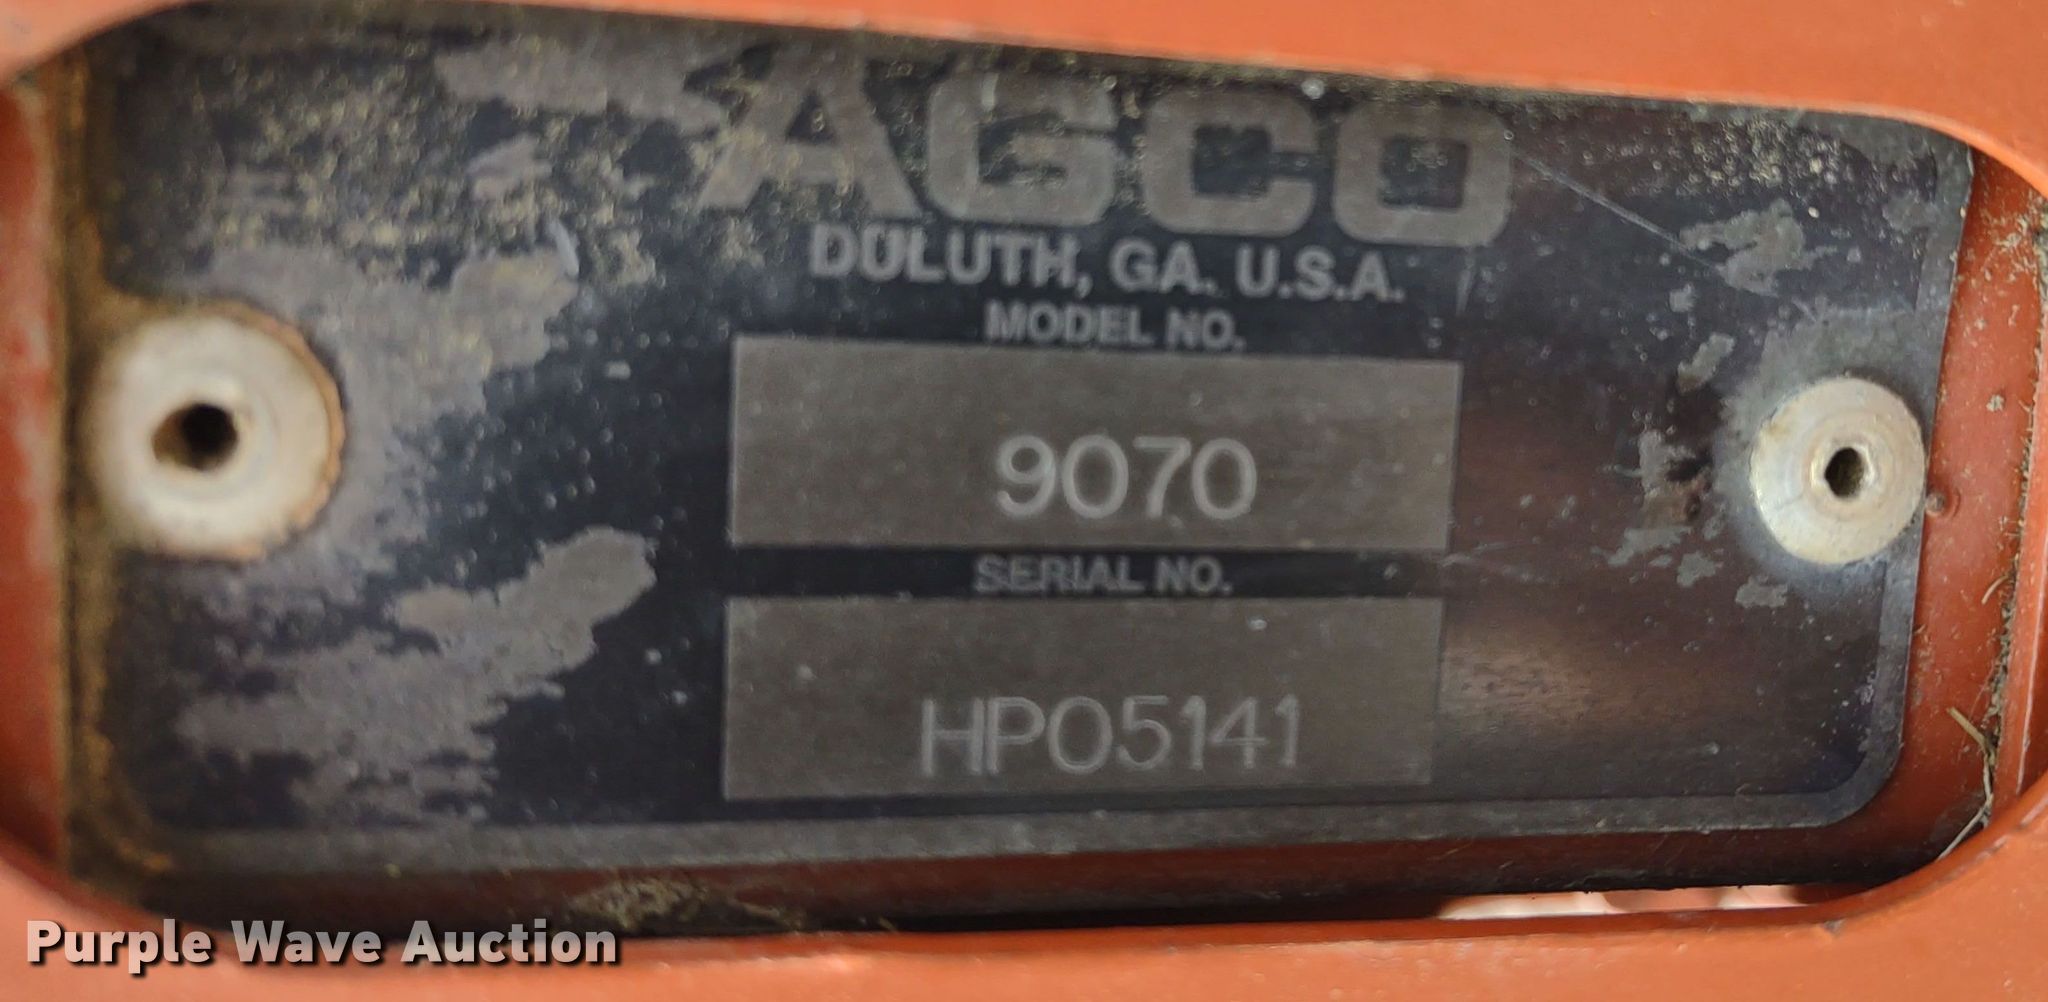 AGCO
DULUTH, GA. U.S.A.
MODEL NO.
9070
SERIAL NO.
HP05141
Purple Wave Auction